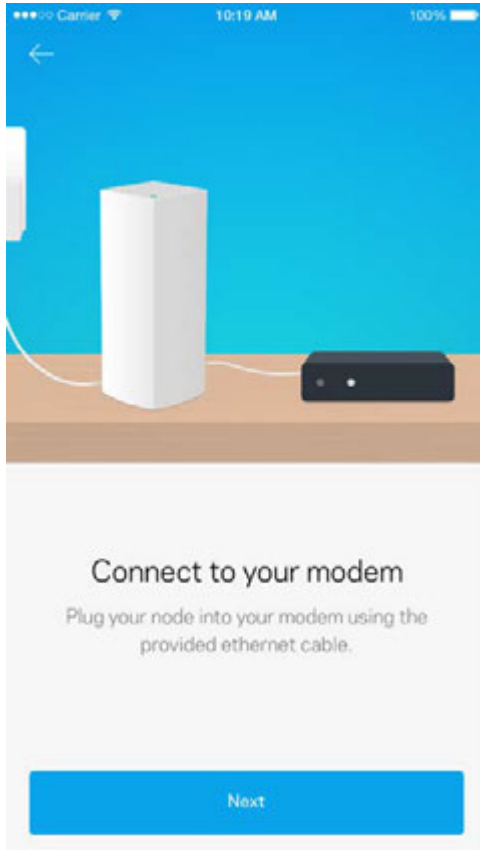 Carrier 10:19 AM 100%
Connect to your modem
Plug your node into your modem using the
provided ethernet cable.
Next